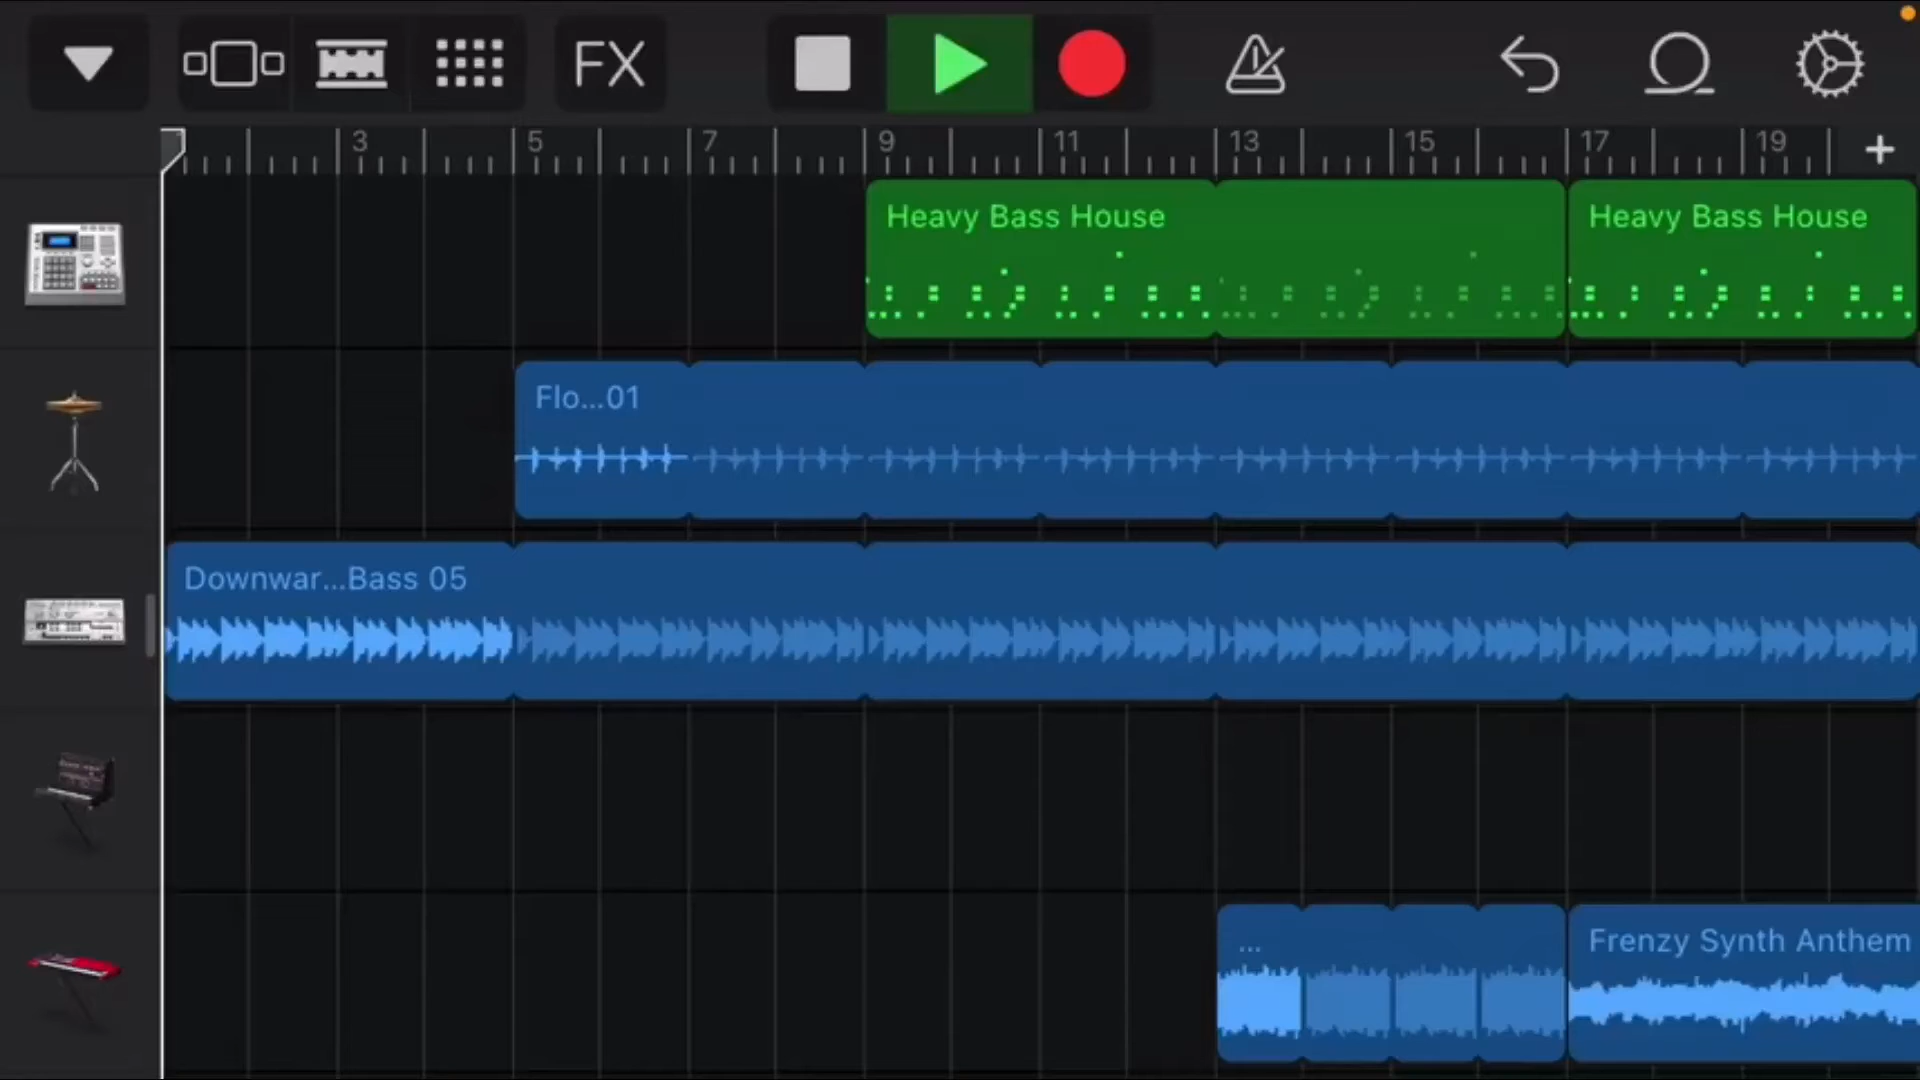 FX
3 5 7 9 11 13 15 17 19 +
Heavy Bass House Heavy Bass House
Flo...01
Downwar...Bass 05
... Frenzy Synth Anthem